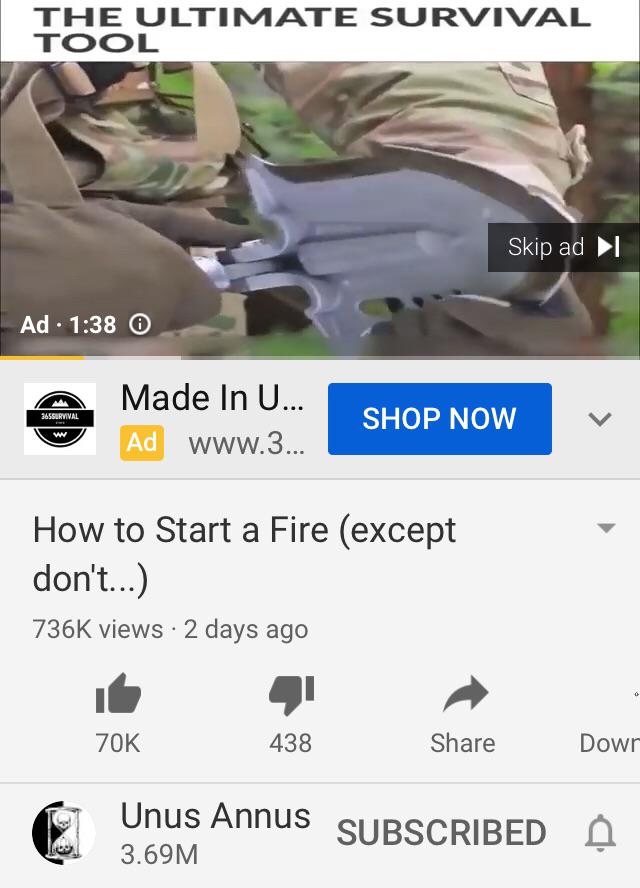 THE ULTIMATE SURVIVAL
TOOL
Skip ad
Ad · 1:38
365SURVIVAL
Made In U...
SHOP NOW
Ad www.3...
How to Start a Fire (except
don't...)
736K views · 2 days ago
70K
438
Share
Down
Unus Annus
3.69M
SUBSCRIBED